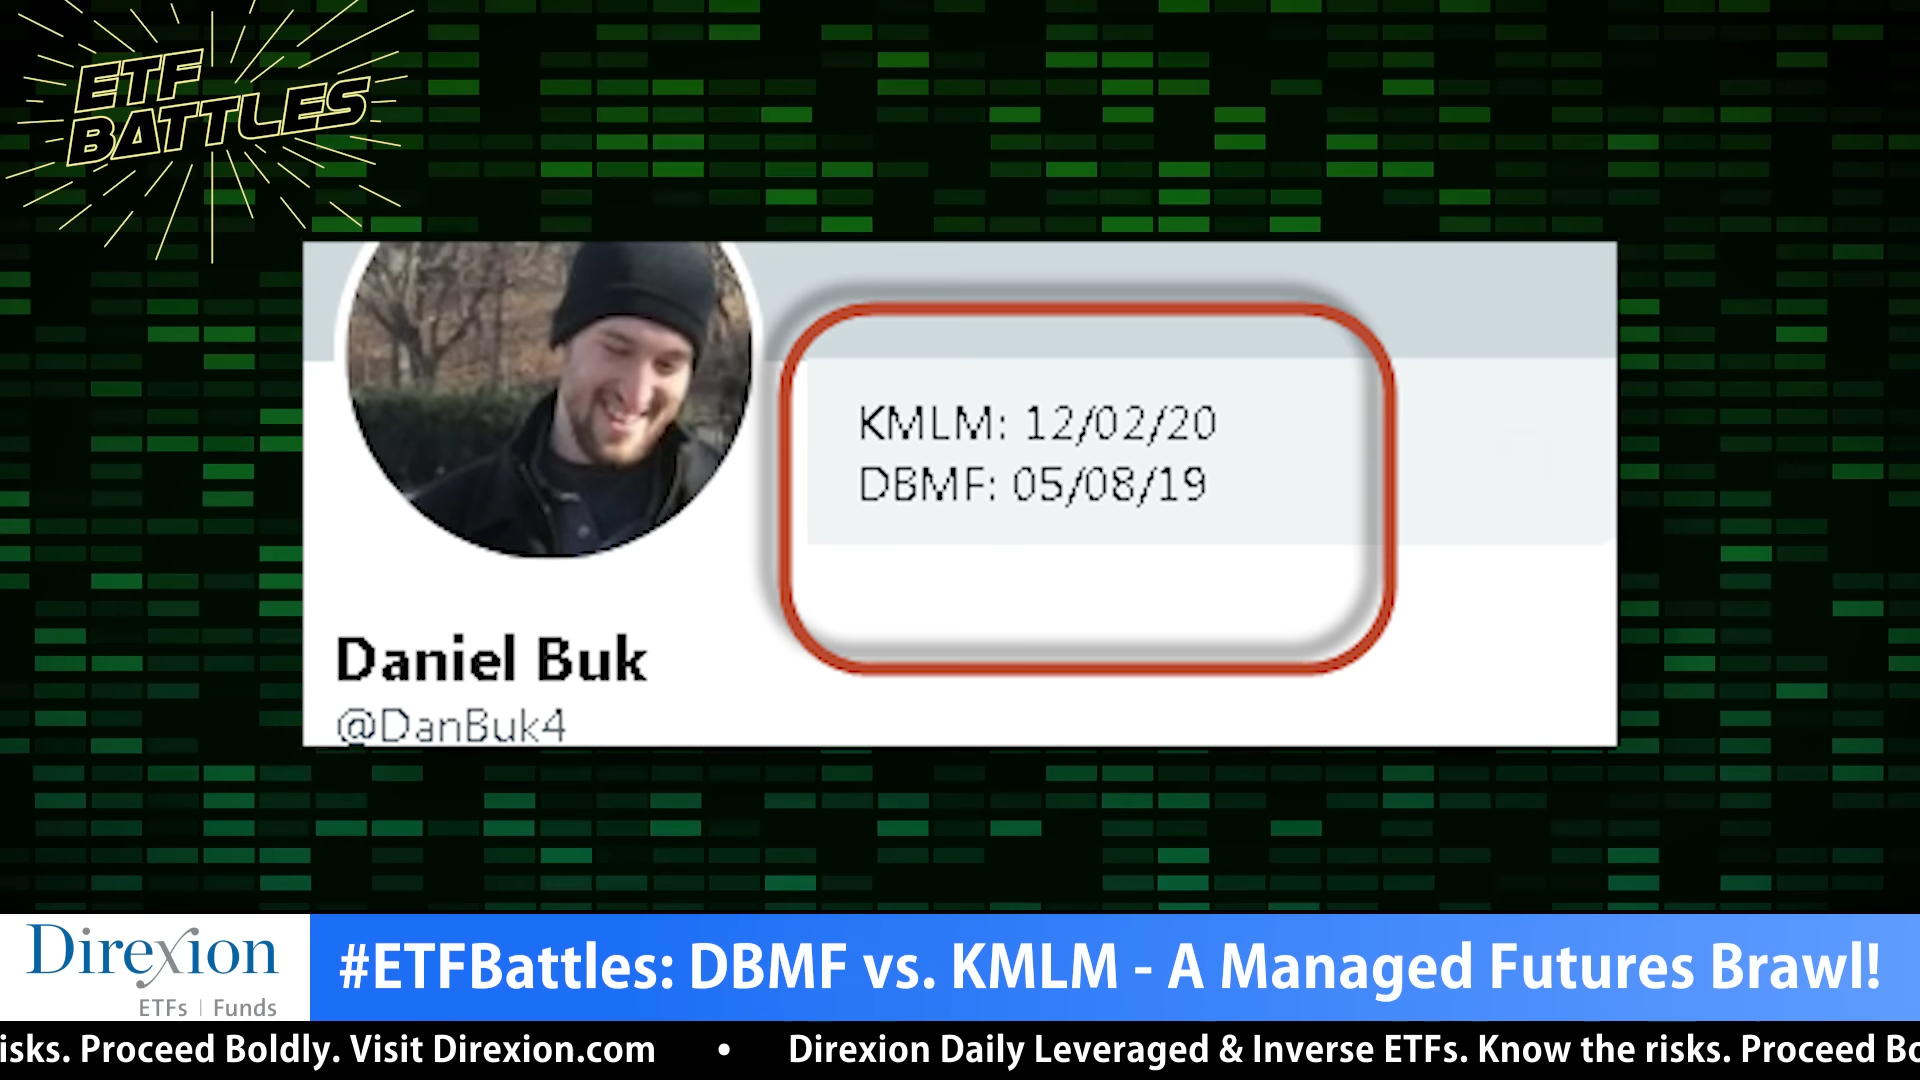 ETF
BATTLES
KMLM: 12/02/20
DBMF: 05/08/19
Daniel Buk
@DanBuk4
Direxion
ETFs | Funds
#ETFBattles: DBMF vs. KMLM - A Managed Futures Brawl!
isks. Proceed Boldly. Visit Direxion.com • Direxion Daily Leveraged & Inverse ETFs. Know the risks. Proceed Bo